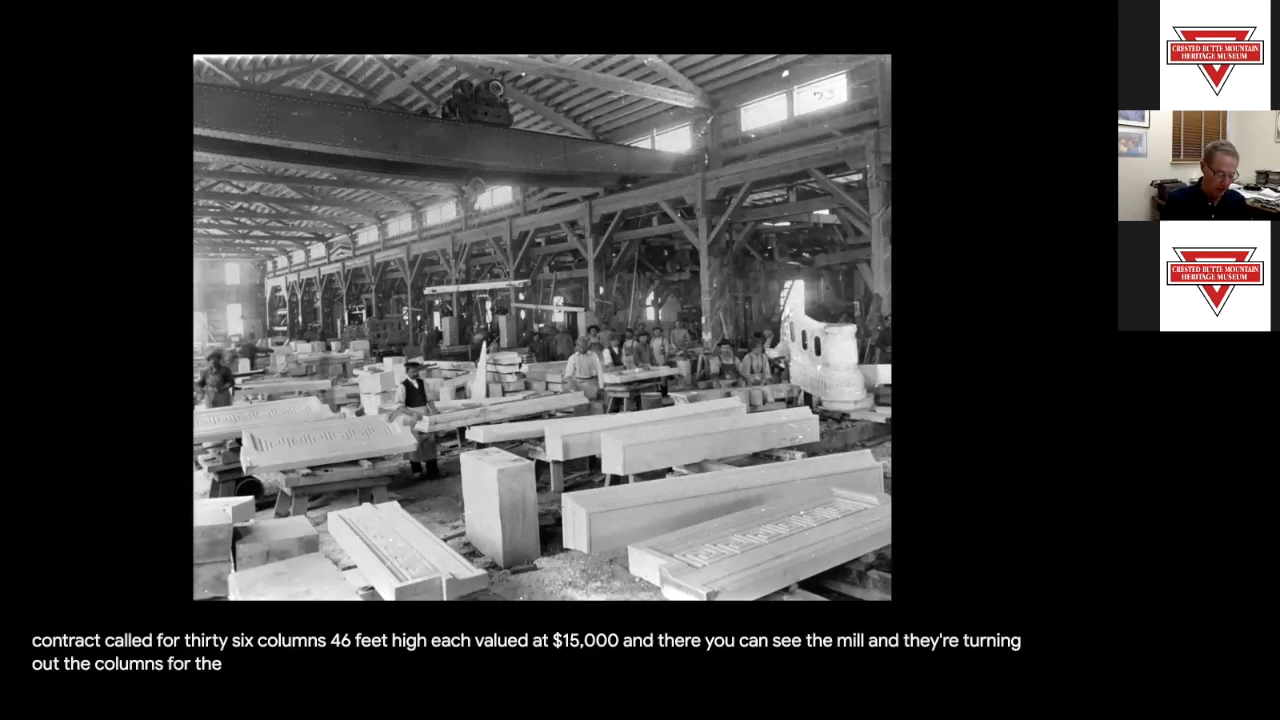 73
CRESTED BUTTE MOUNTAIN
HERITAGE MUSEUM
CRESTED BUTTE MOUNTAIN
HERITAGE MUSEUM
contract called for thirty six columns 46 feet high each valued at $15,000 and there you can see the mill and they're turning
out the columns for the